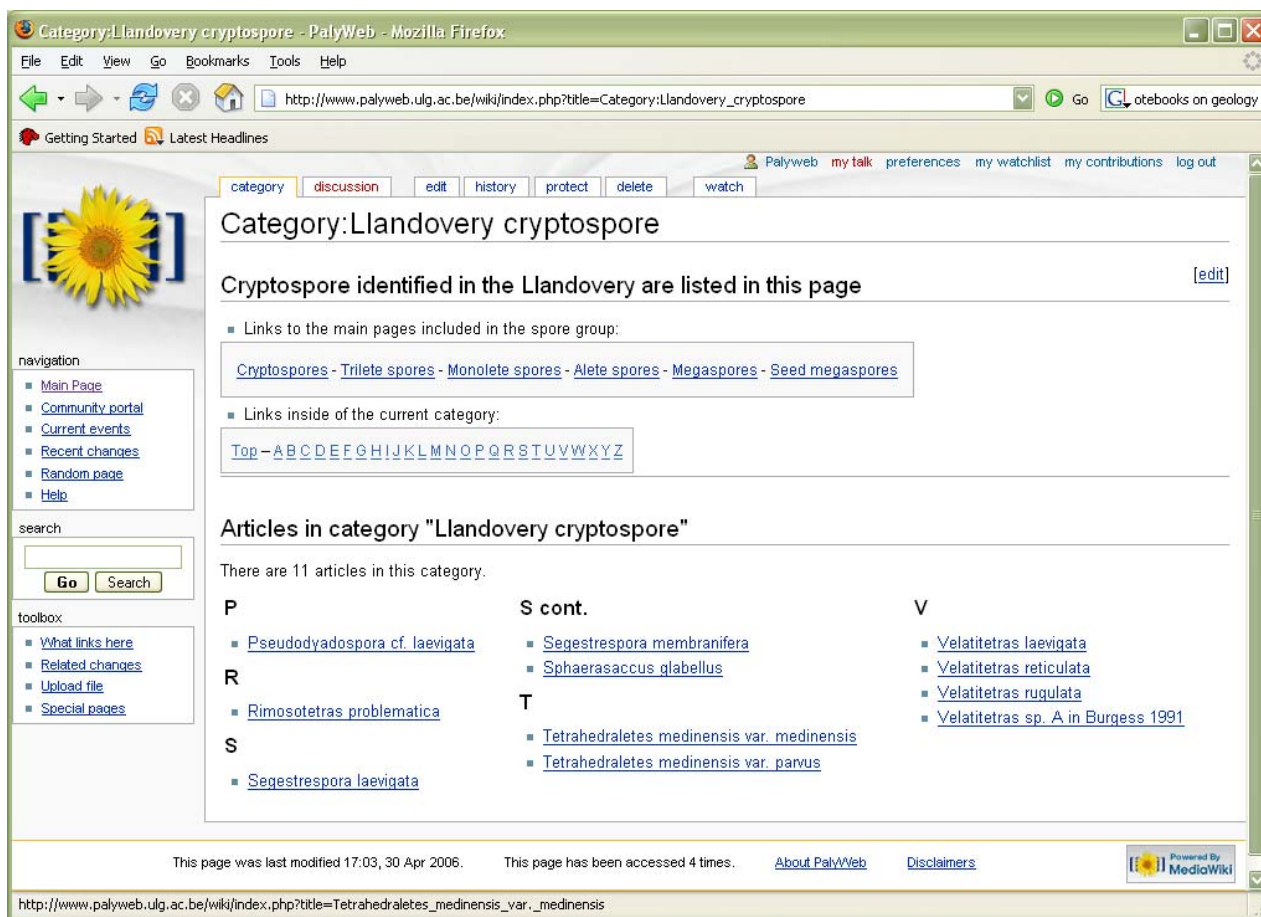 Category:Llandovery cryptospore - PalyWeb - Mozilla Firefox
File Edit View Go Bookmarks Tools Help
http://www.palyweb.ulg.ac.be/wiki/index.php?title=Category:Llandovery_cryptospore Go otebooks on geology
Getting Started Latest Headlines
Palyweb my talk preferences my watchlist my contributions log out
category discussion edit history protect delete watch
Category:Llandovery cryptospore
Cryptospore identified in the Llandovery are listed in this page [edit]
Links to the main pages included in the spore group:
Cryptospores - Trilete spores - Monolete spores - Alete spores - Megaspores - Seed megaspores
Links inside of the current category:
Top – A B C D E F G H I J K L M N O P Q R S T U V W X Y Z
navigation
Main Page
Community portal
Current events
Recent changes
Random page
Help
search
Go Search
toolbox
What links here
Related changes
Upload file
Special pages
Articles in category "Llandovery cryptospore"
There are 11 articles in this category.
P
Pseudodyadospora cf. laevigata
R
Rimosotetras problematica
S
Segestrespora laevigata
S cont.
Segestrespora membranifera
Sphaerasaccus glabellus
T
Tetrahedraletes medinensis var. medinensis
Tetrahedraletes medinensis var. parvus
V
Velatitetras laevigata
Velatitetras reticulata
Velatitetras rugulata
Velatitetras sp. A in Burgess 1991
This page was last modified 17:03, 30 Apr 2006. This page has been accessed 4 times. About PalyWeb Disclaimers
Powered By
MediaWiki
http://www.palyweb.ulg.ac.be/wiki/index.php?title=Tetrahedraletes_medinensis_var._medinensis